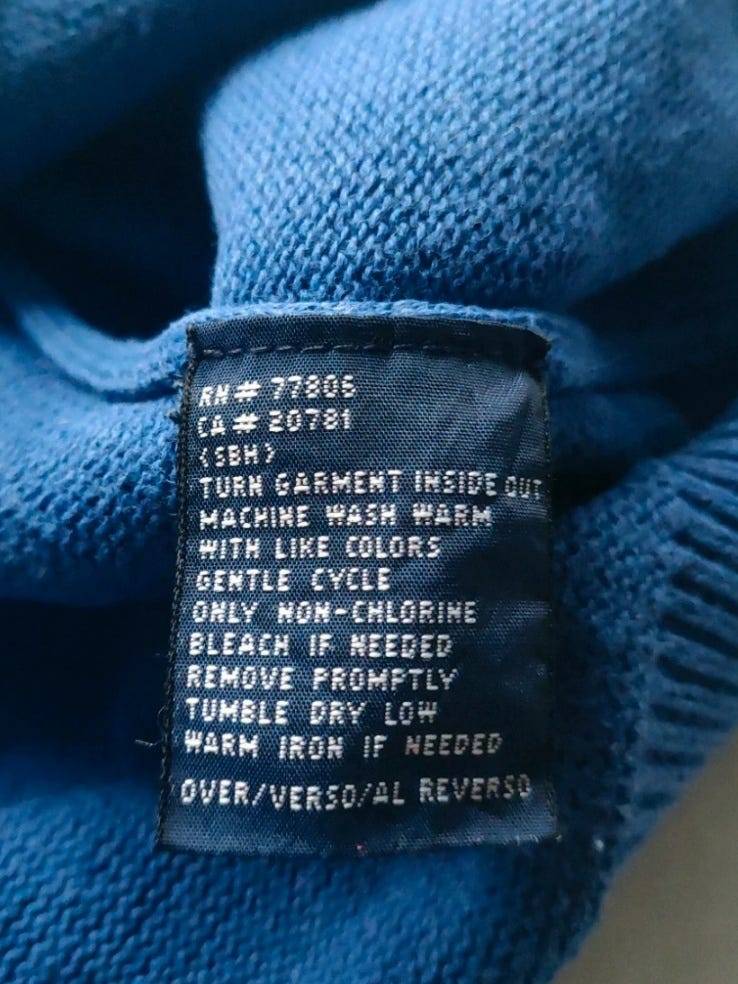 RN# 77806
CA# 20781
<SBH>
TURN GARMENT INSIDE OUT
MACHINE WASH WARM
WITH LIKE COLORS
GENTLE CYCLE
ONLY NON-CHLORINE
BLEACH IF NEEDED
REMOVE PROMPTLY
TUMBLE DRY LOW
WARM IRON IF NEEDED
OVER/VERSO/AL REVERSO